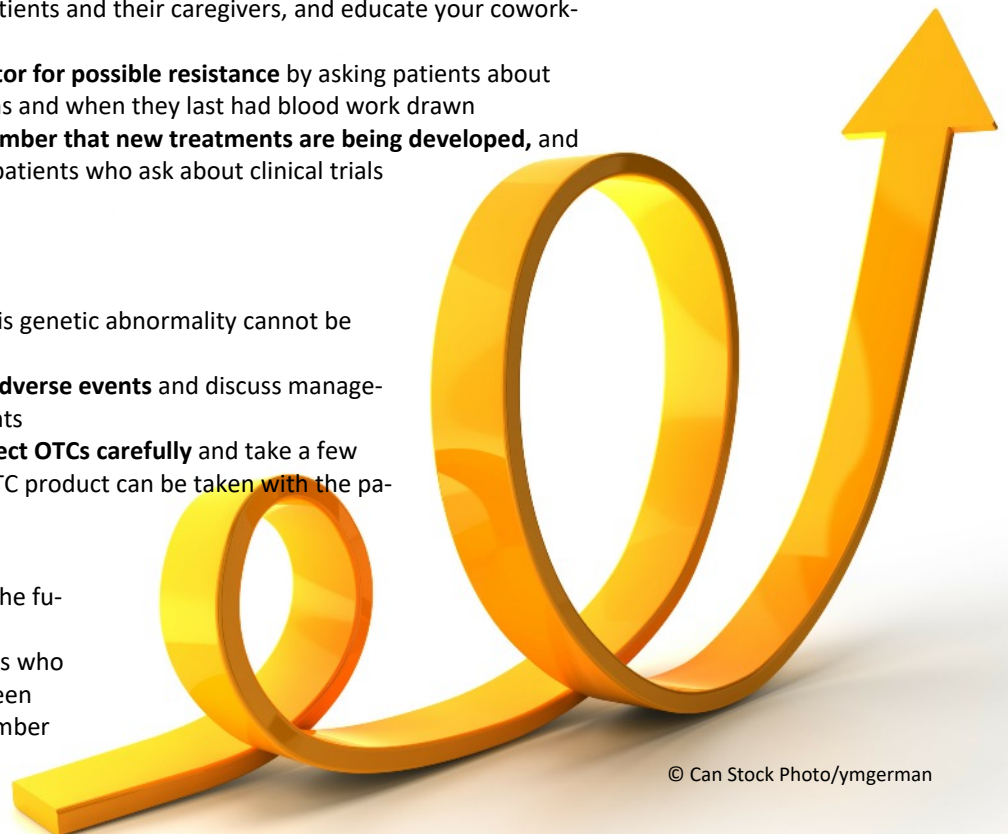 tients and their caregivers, and educate your cowork-
tor for possible resistance by asking patients about
ns and when they last had blood work drawn
mber that new treatments are being developed, and
patients who ask about clinical trials
is genetic abnormality cannot be
adverse events and discuss manage-
nts
ect OTCs carefully and take a few
TC product can be taken with the pa-
he fu-
s who
een
mber
© Can Stock Photo/ymgerman